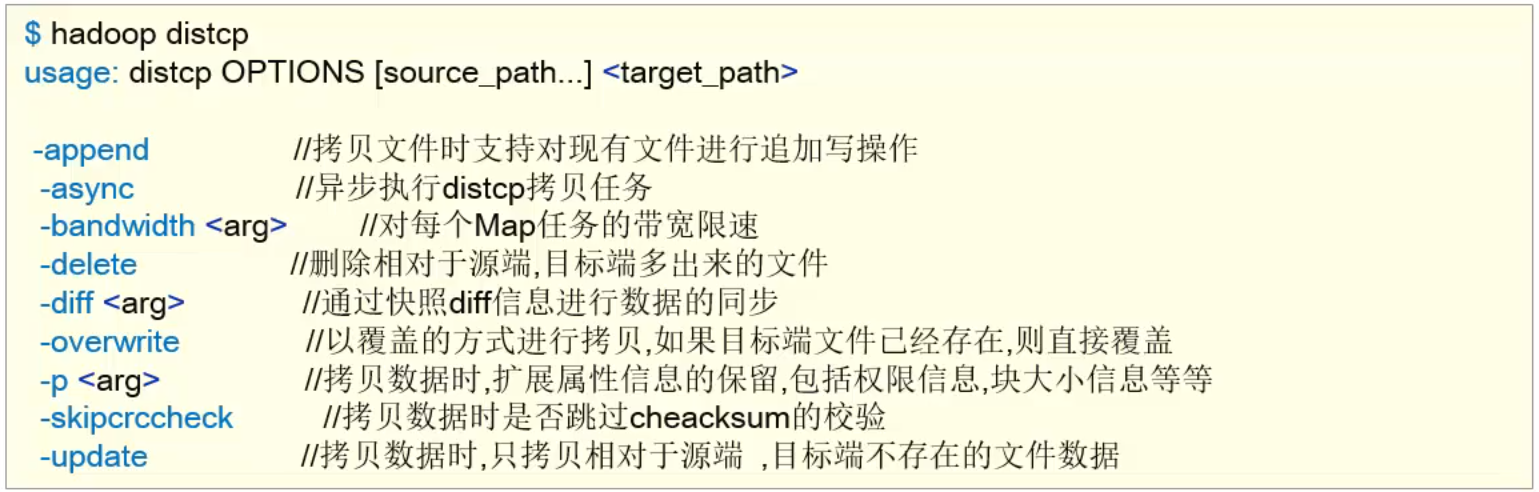 $ hadoop distcp
usage: distcp OPTIONS [source_path...] <target_path>
-append //拷贝文件时支持对现有文件进行追加写操作
-async //异步执行distcp拷贝任务
-bandwidth <arg> //对每个Map任务的带宽限速
-delete //删除相对于源端,目标端多出来的文件
-diff <arg> //通过快照diff信息进行数据的同步
-overwrite //以覆盖的方式进行拷贝,如果目标端文件已经存在,则直接覆盖
-p <arg> //拷贝数据时,扩展属性信息的保留,包括权限信息,块大小信息等等
-skipcrccheck //拷贝数据时是否跳过cheacksum的校验
-update //拷贝数据时,只拷贝相对于源端 ,目标端不存在的文件数据